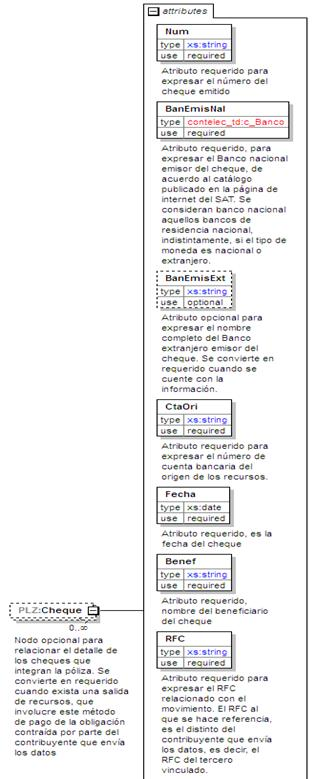 attributes
Num
type xs:string
use required
Atributo requerido para
expresar el número del
cheque emitido
BanEmisNal
type contelec_td:c_Banco
use required
Atributo requerido, para
expresar el Banco nacional
emisor del cheque, de
acuerdo al catálogo
publicado en la página de
internet del SAT. Se
consideran banco nacional
aquellos bancos de
residencia nacional,
indistintamente, si el tipo de
moneda es nacional o
extranjero.
BanEmisExt
type xs:string
use optional
Atributo opcional para
expresar el nombre
completo del Banco
extranjero emisor del
cheque. Se convierte en
requerido cuando se
cuente con la
información.
CtaOri
type xs:string
use required
Atributo requerido para
expresar el número de
cuenta bancaria del
origen de los recursos.
Fecha
type xs:date
use required
Atributo requerido, es la
fecha del cheque
Benef
type xs:string
use required
Atributo requerido,
nombre del beneficiario
del cheque
RFC
type xs:string
use required
Atributo requerido para
expresar el RFC
relacionado con el
movimiento. El RFC al
que se hace referencia,
es el distinto del
contribuyente que envía
los datos, es decir, el
RFC del tercero
vinculado.
PLZ:Cheque
0..∞
Nodo opcional para
relacionar el detalle de
los cheques que
integran la póliza. Se
convierte en requerido
cuando exista una salida
de recursos, que
involucre este método
de pago de la obligación
contraída por parte del
contribuyente que envía
los datos